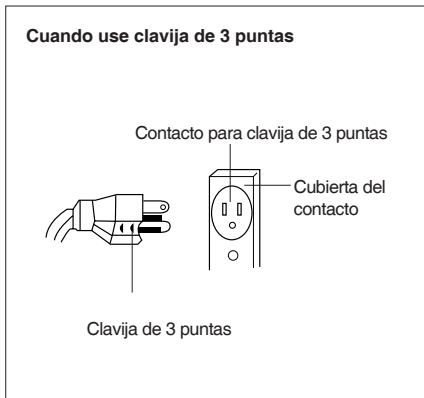 Cuando use clavija de 3 puntas
Contacto para clavija de 3 puntas
Cubierta del
contacto
Clavija de 3 puntas